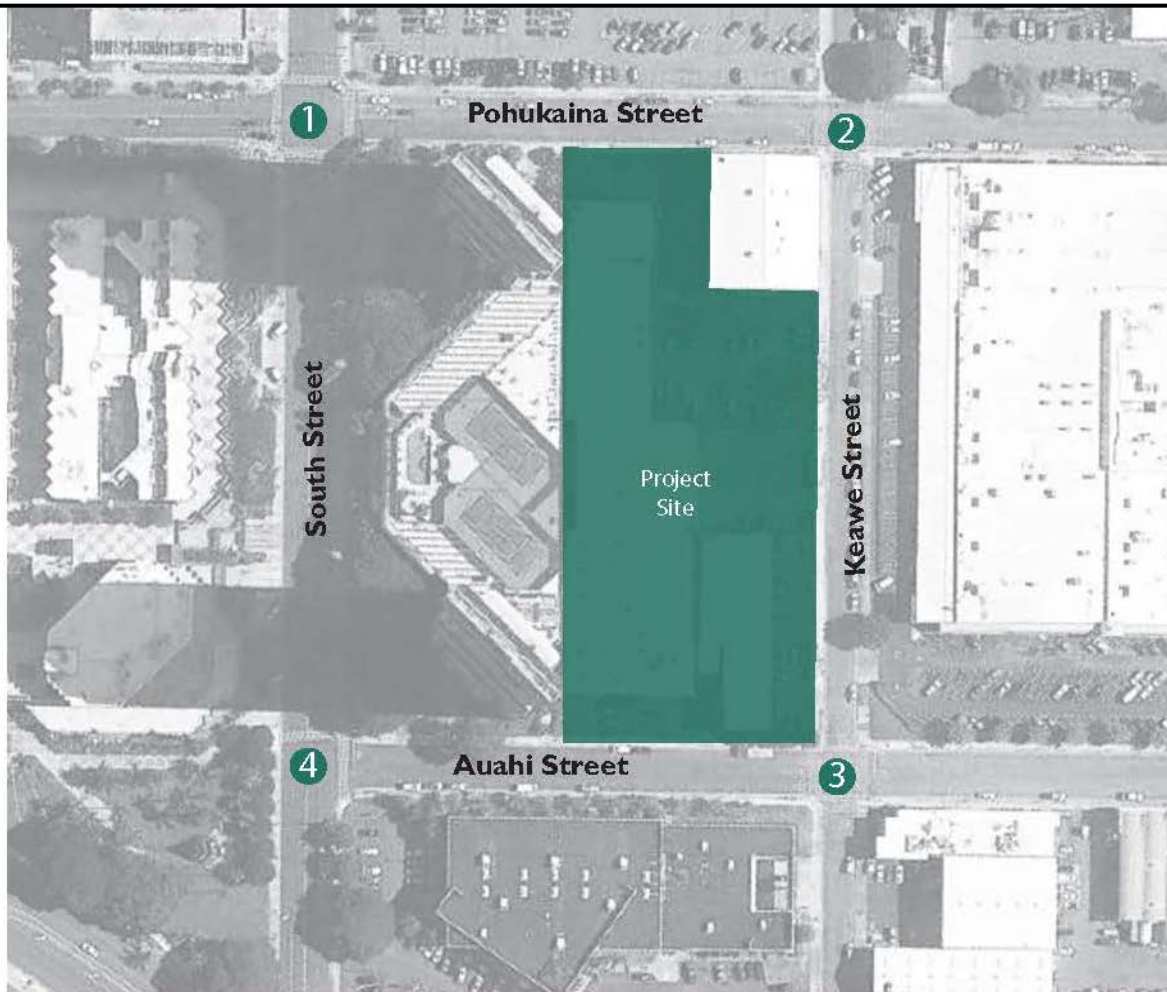 1
Pohukaina Street
2
South Street
Project
Site
Keawe Street
4
Auahi Street
3